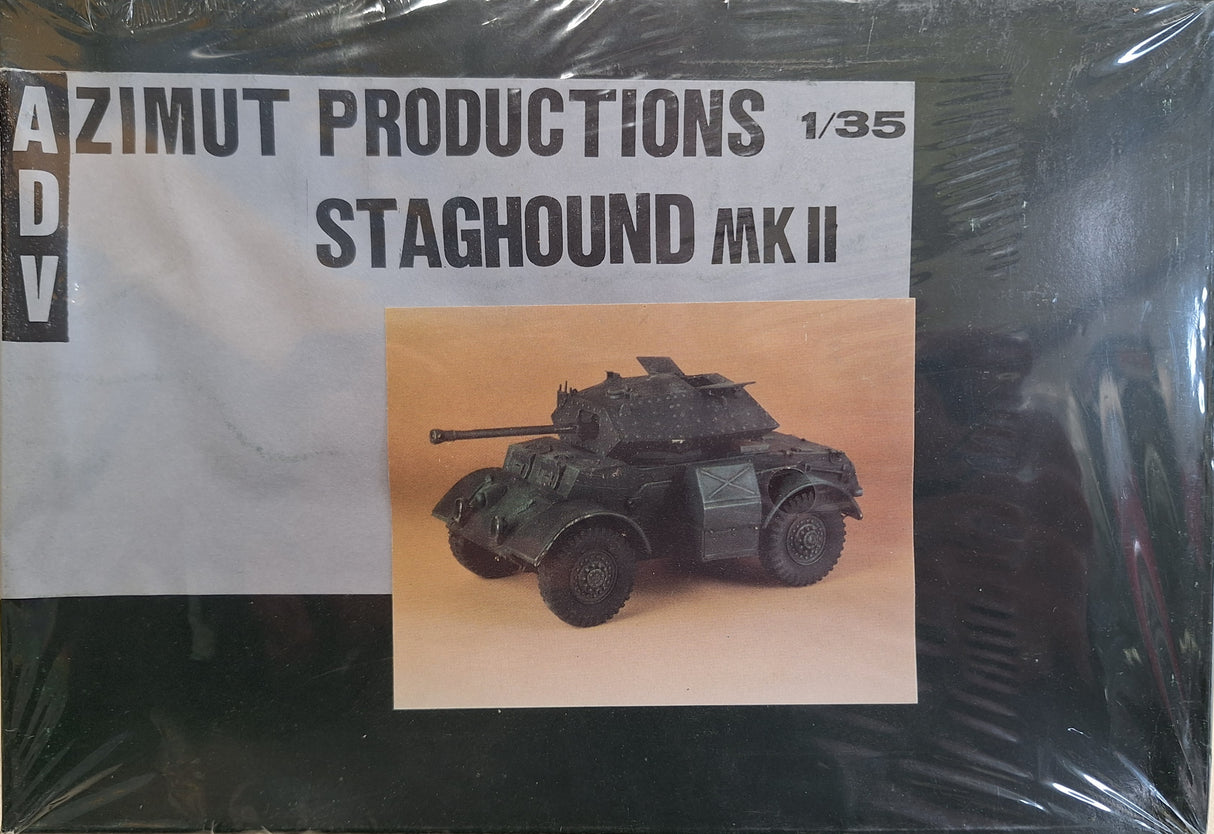 AZIMUT PRODUCTIONS 1/35
ADV
STAGHOUND MK II